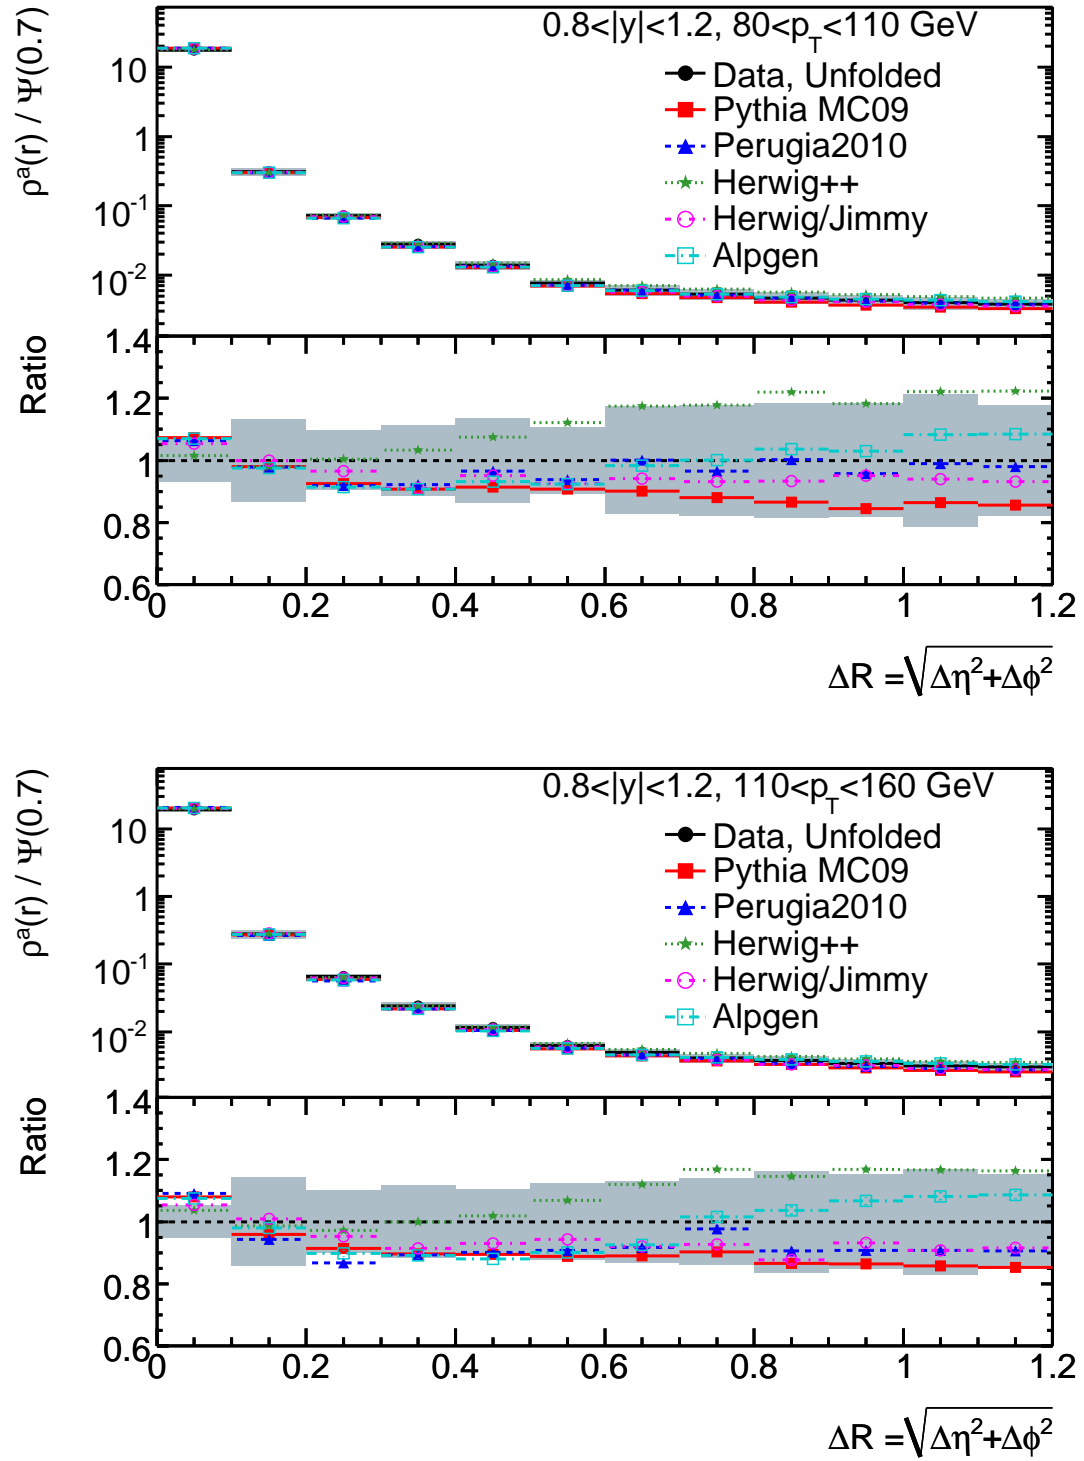 0.8<|y|<1.2, 80<p_T<110 GeV
ρᵃ(r) / Ψ(0.7)
Data, Unfolded
Pythia MC09
Perugia2010
Herwig++
Herwig/Jimmy
Alpgen
10
1
10⁻¹
10⁻²
Ratio
1.4
1.2
1
0.8
0.6
0 0.2 0.4 0.6 0.8 1 1.2
ΔR = √Δη²+Δϕ²
0.8<|y|<1.2, 110<p_T<160 GeV
ρᵃ(r) / Ψ(0.7)
Data, Unfolded
Pythia MC09
Perugia2010
Herwig++
Herwig/Jimmy
Alpgen
10
1
10⁻¹
10⁻²
Ratio
1.4
1.2
1
0.8
0.6
0 0.2 0.4 0.6 0.8 1 1.2
ΔR = √Δη²+Δϕ²